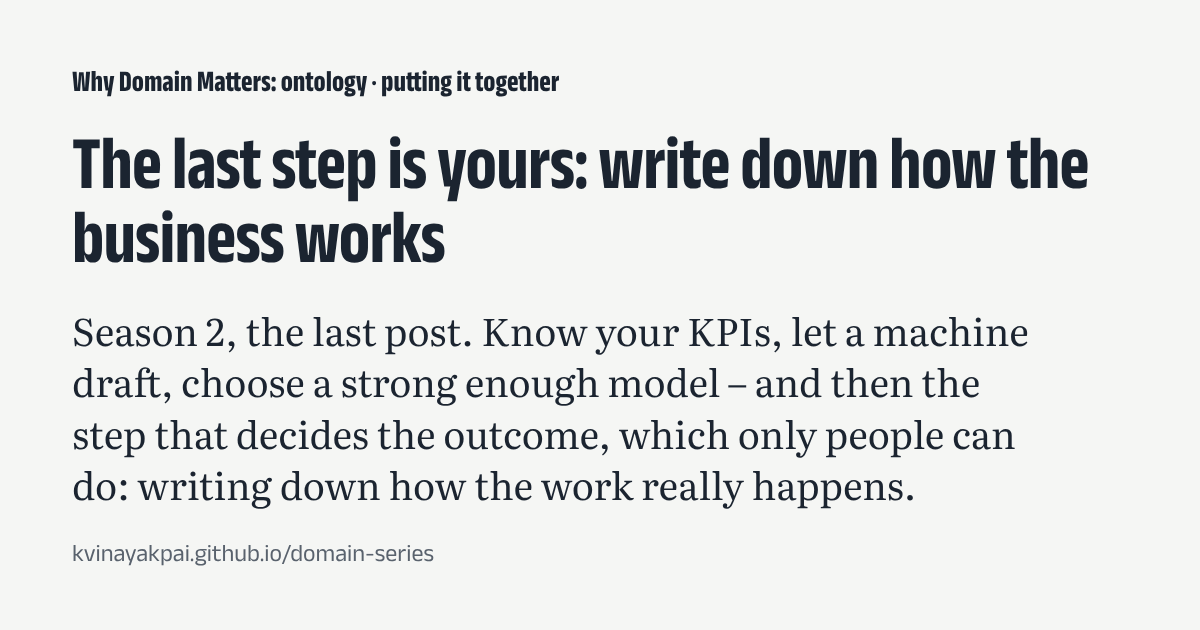 Why Domain Matters: ontology · putting it together
The last step is yours: write down how the
business works
Season 2, the last post. Know your KPIs, let a machine
draft, choose a strong enough model – and then the
step that decides the outcome, which only people can
do: writing down how the work really happens.
kvinayakpai.github.io/domain-series